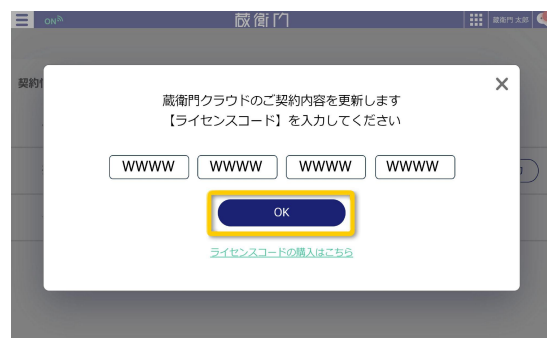 ON
蔵衛門
蔵衛門 太郎
契約
蔵衛門クラウドのご契約内容を更新します
【ライセンスコード】を入力してください
WWWW WWWW WWWW WWWW
OK
ライセンスコードの購入はこちら